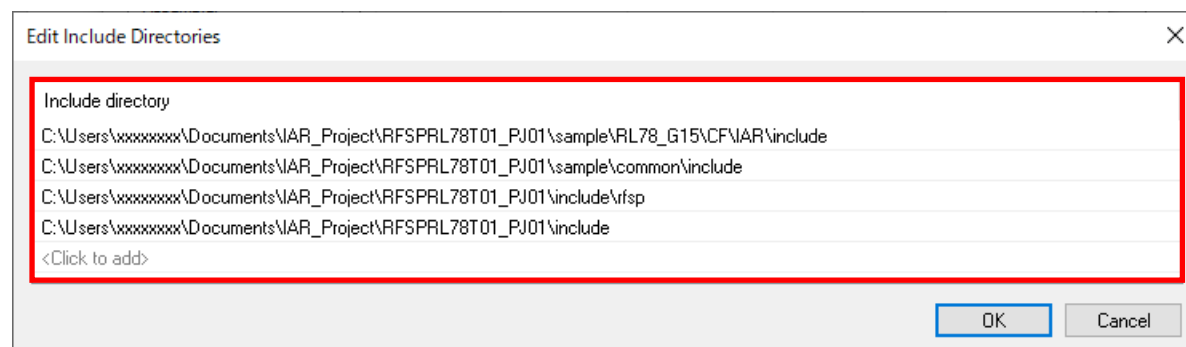 Edit Include Directories
Include directory
C:\Users\xxxxxxxx\Documents\IAR_Project\RFSPRL78T01_PJ01\sample\RL78_G15\CF\IAR\include
C:\Users\xxxxxxxx\Documents\IAR_Project\RFSPRL78T01_PJ01\sample\common\include
C:\Users\xxxxxxxx\Documents\IAR_Project\RFSPRL78T01_PJ01\include\rfsp
C:\Users\xxxxxxxx\Documents\IAR_Project\RFSPRL78T01_PJ01\include
<Click to add>
OK Cancel